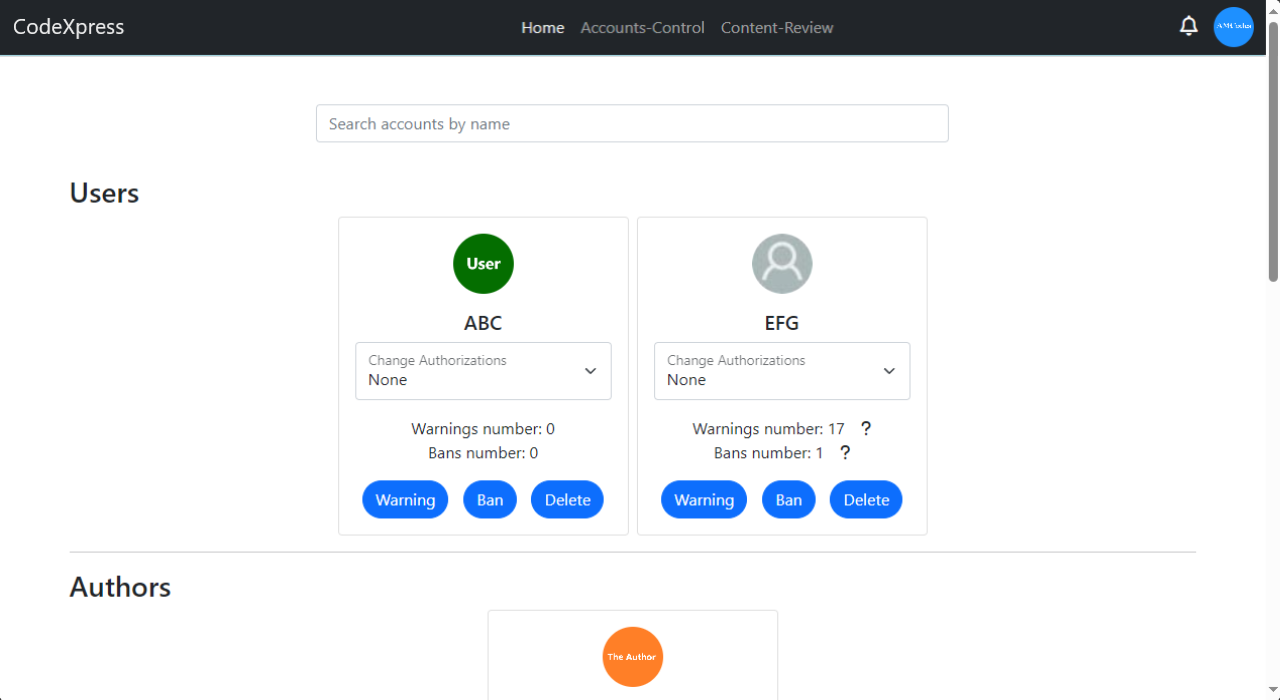 CodeXpress
Home Accounts-Control Content-Review
AMCodes
Search accounts by name
Users
User
ABC
Change Authorizations
None
Warnings number: 0
Bans number: 0
Warning Ban Delete
EFG
Change Authorizations
None
Warnings number: 17 ?
Bans number: 1 ?
Warning Ban Delete
Authors
The Author